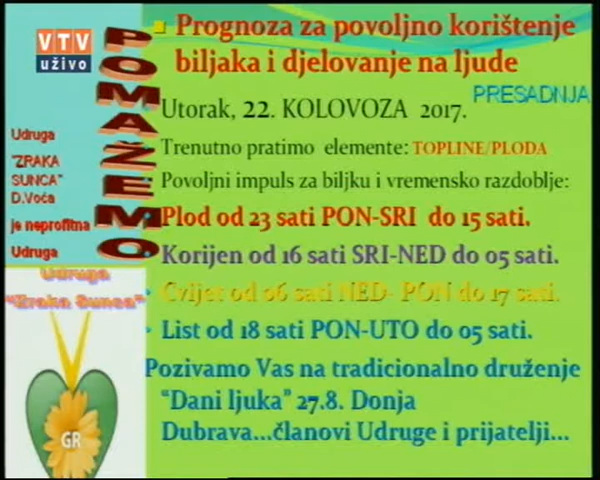 VTV
uživo
POMAŽEMO
Udruga
"ZRAKA
SUNCA"
D.Voća
je neprofitna
Udruga
Udruga
"Zraka Sunca"
GR
Prognoza za povoljno korištenje
biljaka i djelovanje na ljude
PRESADNJA
Utorak, 22. KOLOVOZA 2017.
Trenutno pratimo elemente: TOPLINE/PLODA
Povoljni impuls za biljku i vremensko razdoblje:
Plod od 23 sati PON-SRI do 15 sati.
Korijen od 16 sati SRI-NED do 05 sati.
Cvijet od 06 sati NED- PON do 17 sati.
List od 18 sati PON-UTO do 05 sati.
Pozivamo Vas na tradicionalno druženje
“Dani ljuka” 27.8. Donja
Dubrava...članovi Udruge i prijatelji...